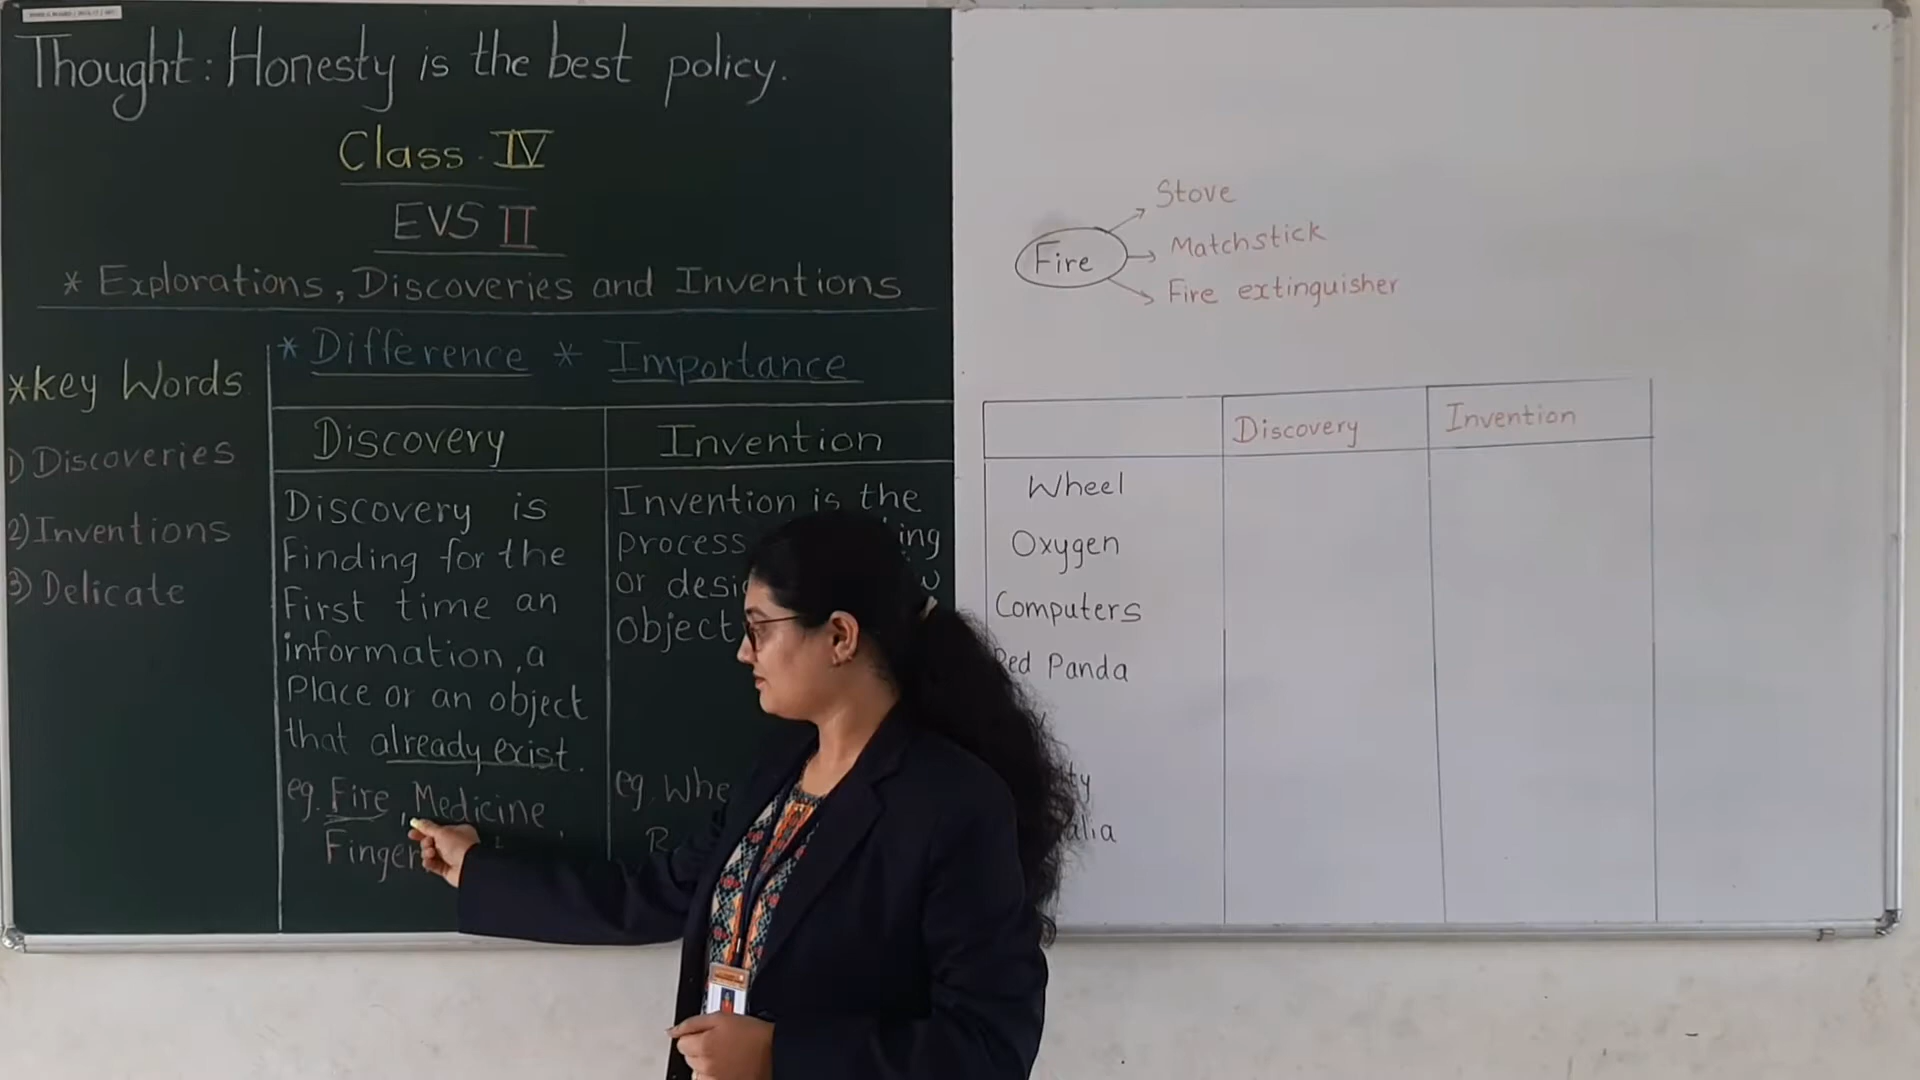 Thought: Honesty is the best policy.
Class IV
EVS II
* Explorations, Discoveries and Inventions
* Key Words
1) Discoveries
2) Inventions
3) Delicate
* Difference * Importance
Discovery
Discovery is
Finding for the
First time an
information, a
Place or an object
that already exist.
eg. Fire, Medicine
Invention
Invention is the
process
or
object
eg.
Fire
Stove
Matchstick
Fire extinguisher
Discovery Invention
Wheel
Oxygen
Computers
Red Panda